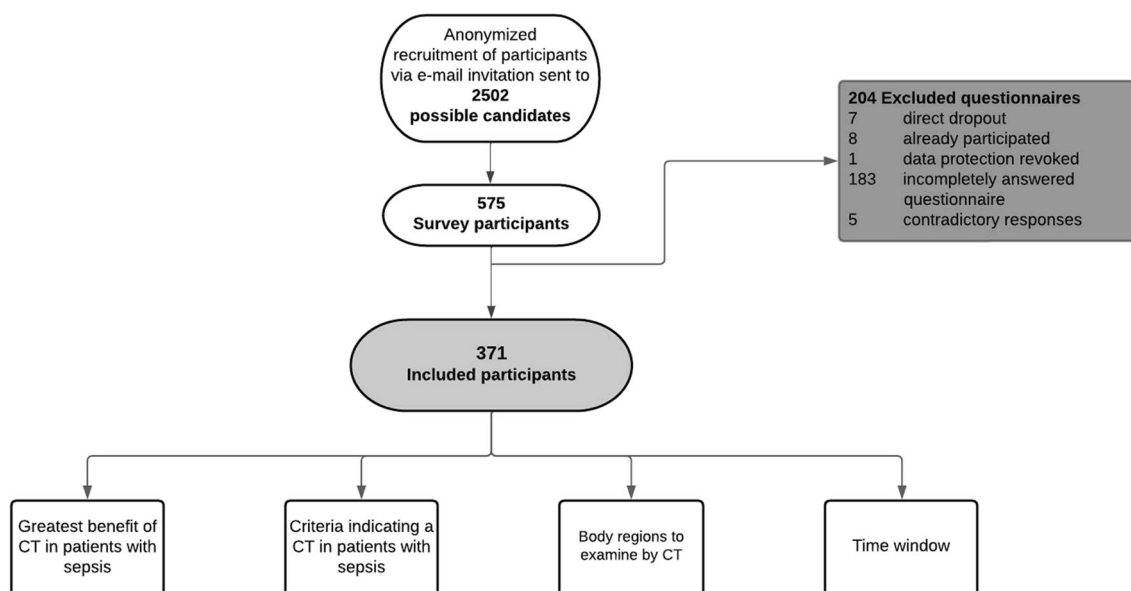 Anonymized
recruitment of participants
via e-mail invitation sent to
2502
possible candidates
204 Excluded questionnaires
7 direct dropout
8 already participated
1 data protection revoked
183 incompletely answered
questionnaire
5 contradictory responses
575
Survey participants
371
Included participants
Greatest benefit of
CT in patients with
sepsis
Criteria indicating a
CT in patients with
sepsis
Body regions to
examine by CT
Time window